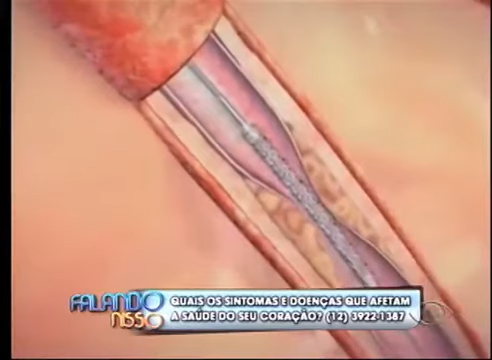 FALANDO
NISSO
QUAIS OS SINTOMAS E DOENÇAS QUE AFETAM
A SAÚDE DO SEU CORAÇÃO? (12) 3922-1387